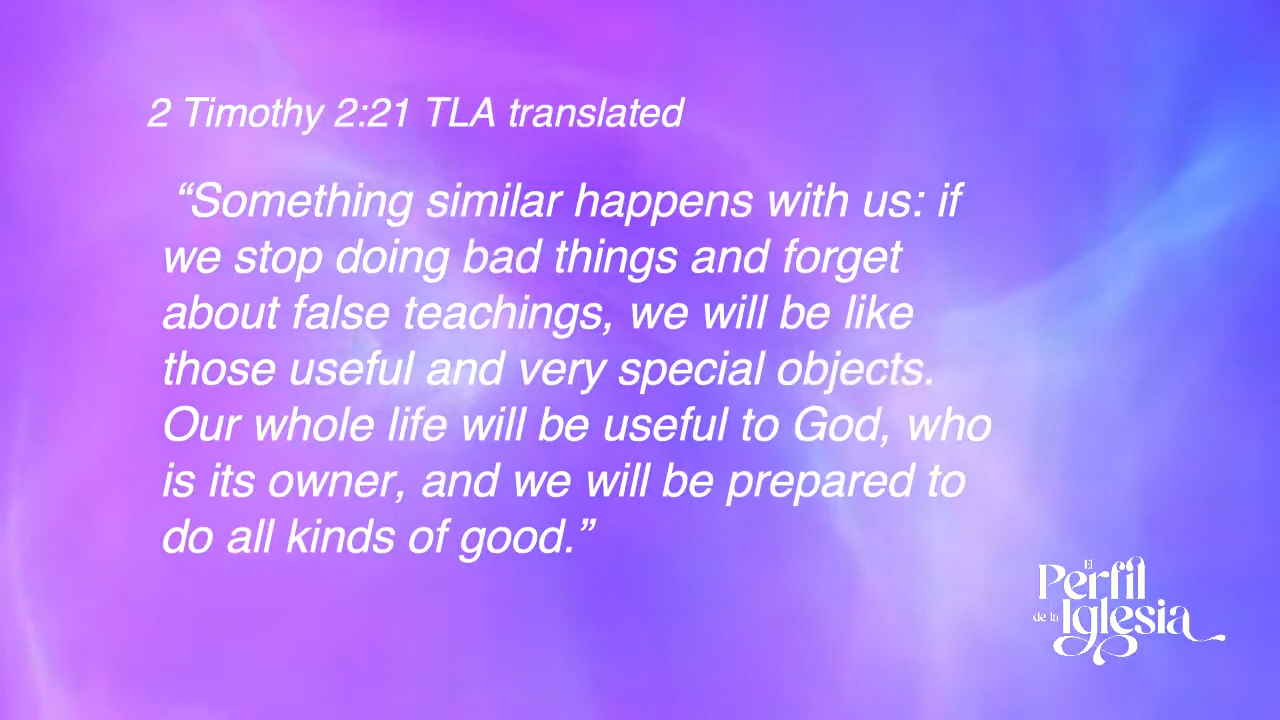 2 Timothy 2:21 TLA translated
“Something similar happens with us: if
we stop doing bad things and forget
about false teachings, we will be like
those useful and very special objects.
Our whole life will be useful to God, who
is its owner, and we will be prepared to
do all kinds of good.”
El
Perfil
de la Iglesia